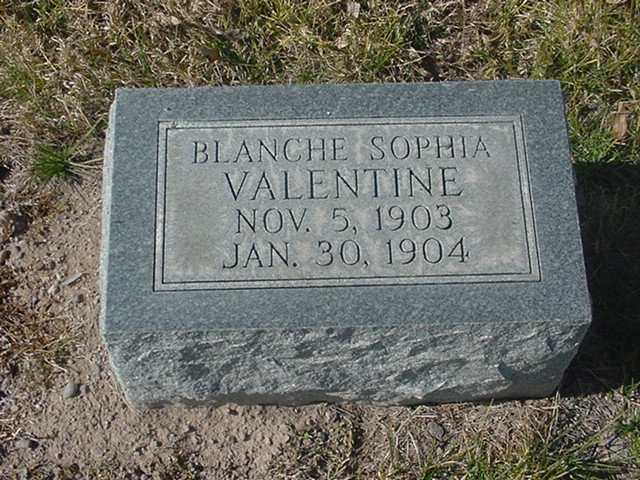 BLANCHE SOPHIA
VALENTINE
NOV. 5, 1903
JAN. 30, 1904